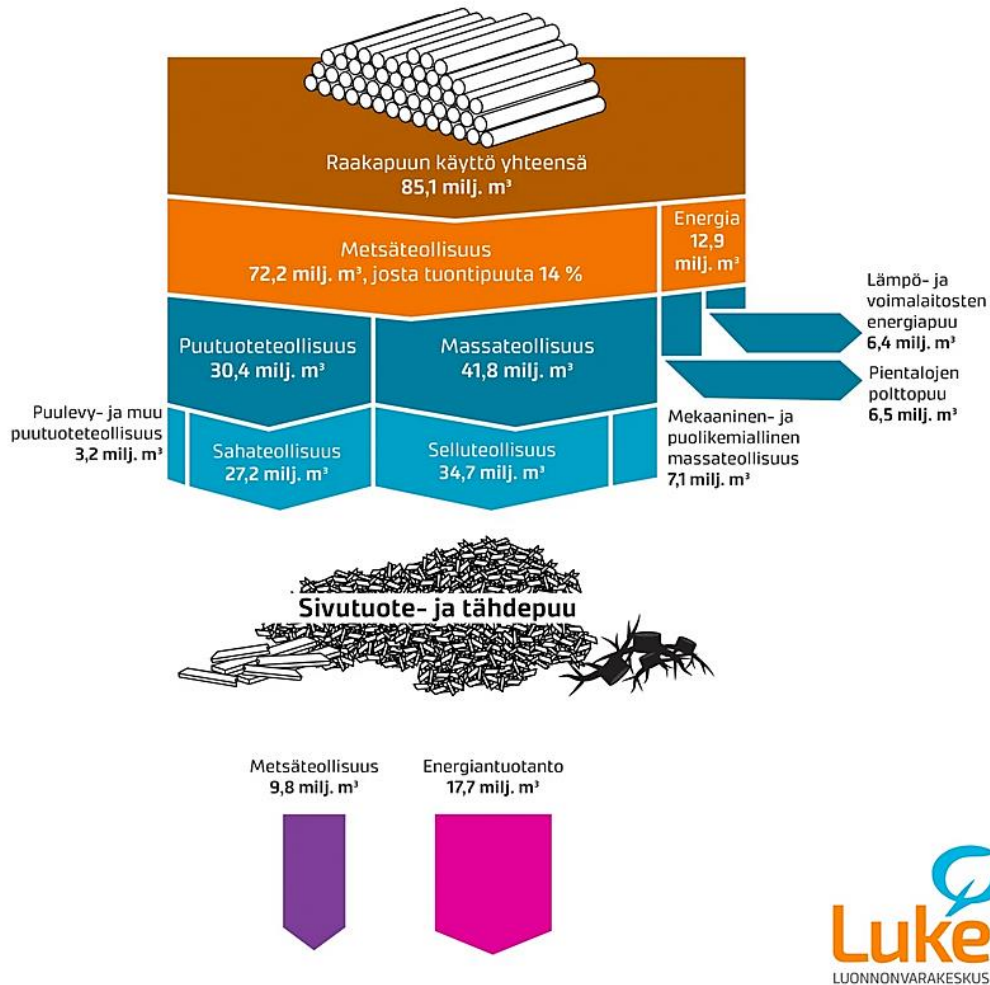 Raakapuun käyttö yhteensä
85,1 milj. m³
Metsäteollisuus
72,2 milj. m³, josta tuontipuuta 14 %
Energia
12,9
milj. m³
Lämpö- ja
voimalaitosten
energiapuu
6,4 milj. m³
Pientalojen
polttopuu
6,5 milj. m³
Puutuoteteollisuus
30,4 milj. m³
Massateollisuus
41,8 milj. m³
Puulevy- ja muu
puutuoteteollisuus
3,2 milj. m³
Sahateollisuus
27,2 milj. m³
Selluteollisuus
34,7 milj. m³
Mekaaninen- ja
puolikemiallinen
massateollisuus
7,1 milj. m³
Sivutuote- ja tähdepuu
Metsäteollisuus
9,8 milj. m³
Energiantuotanto
17,7 milj. m³
Luke
LUONNONVARAKESKUS